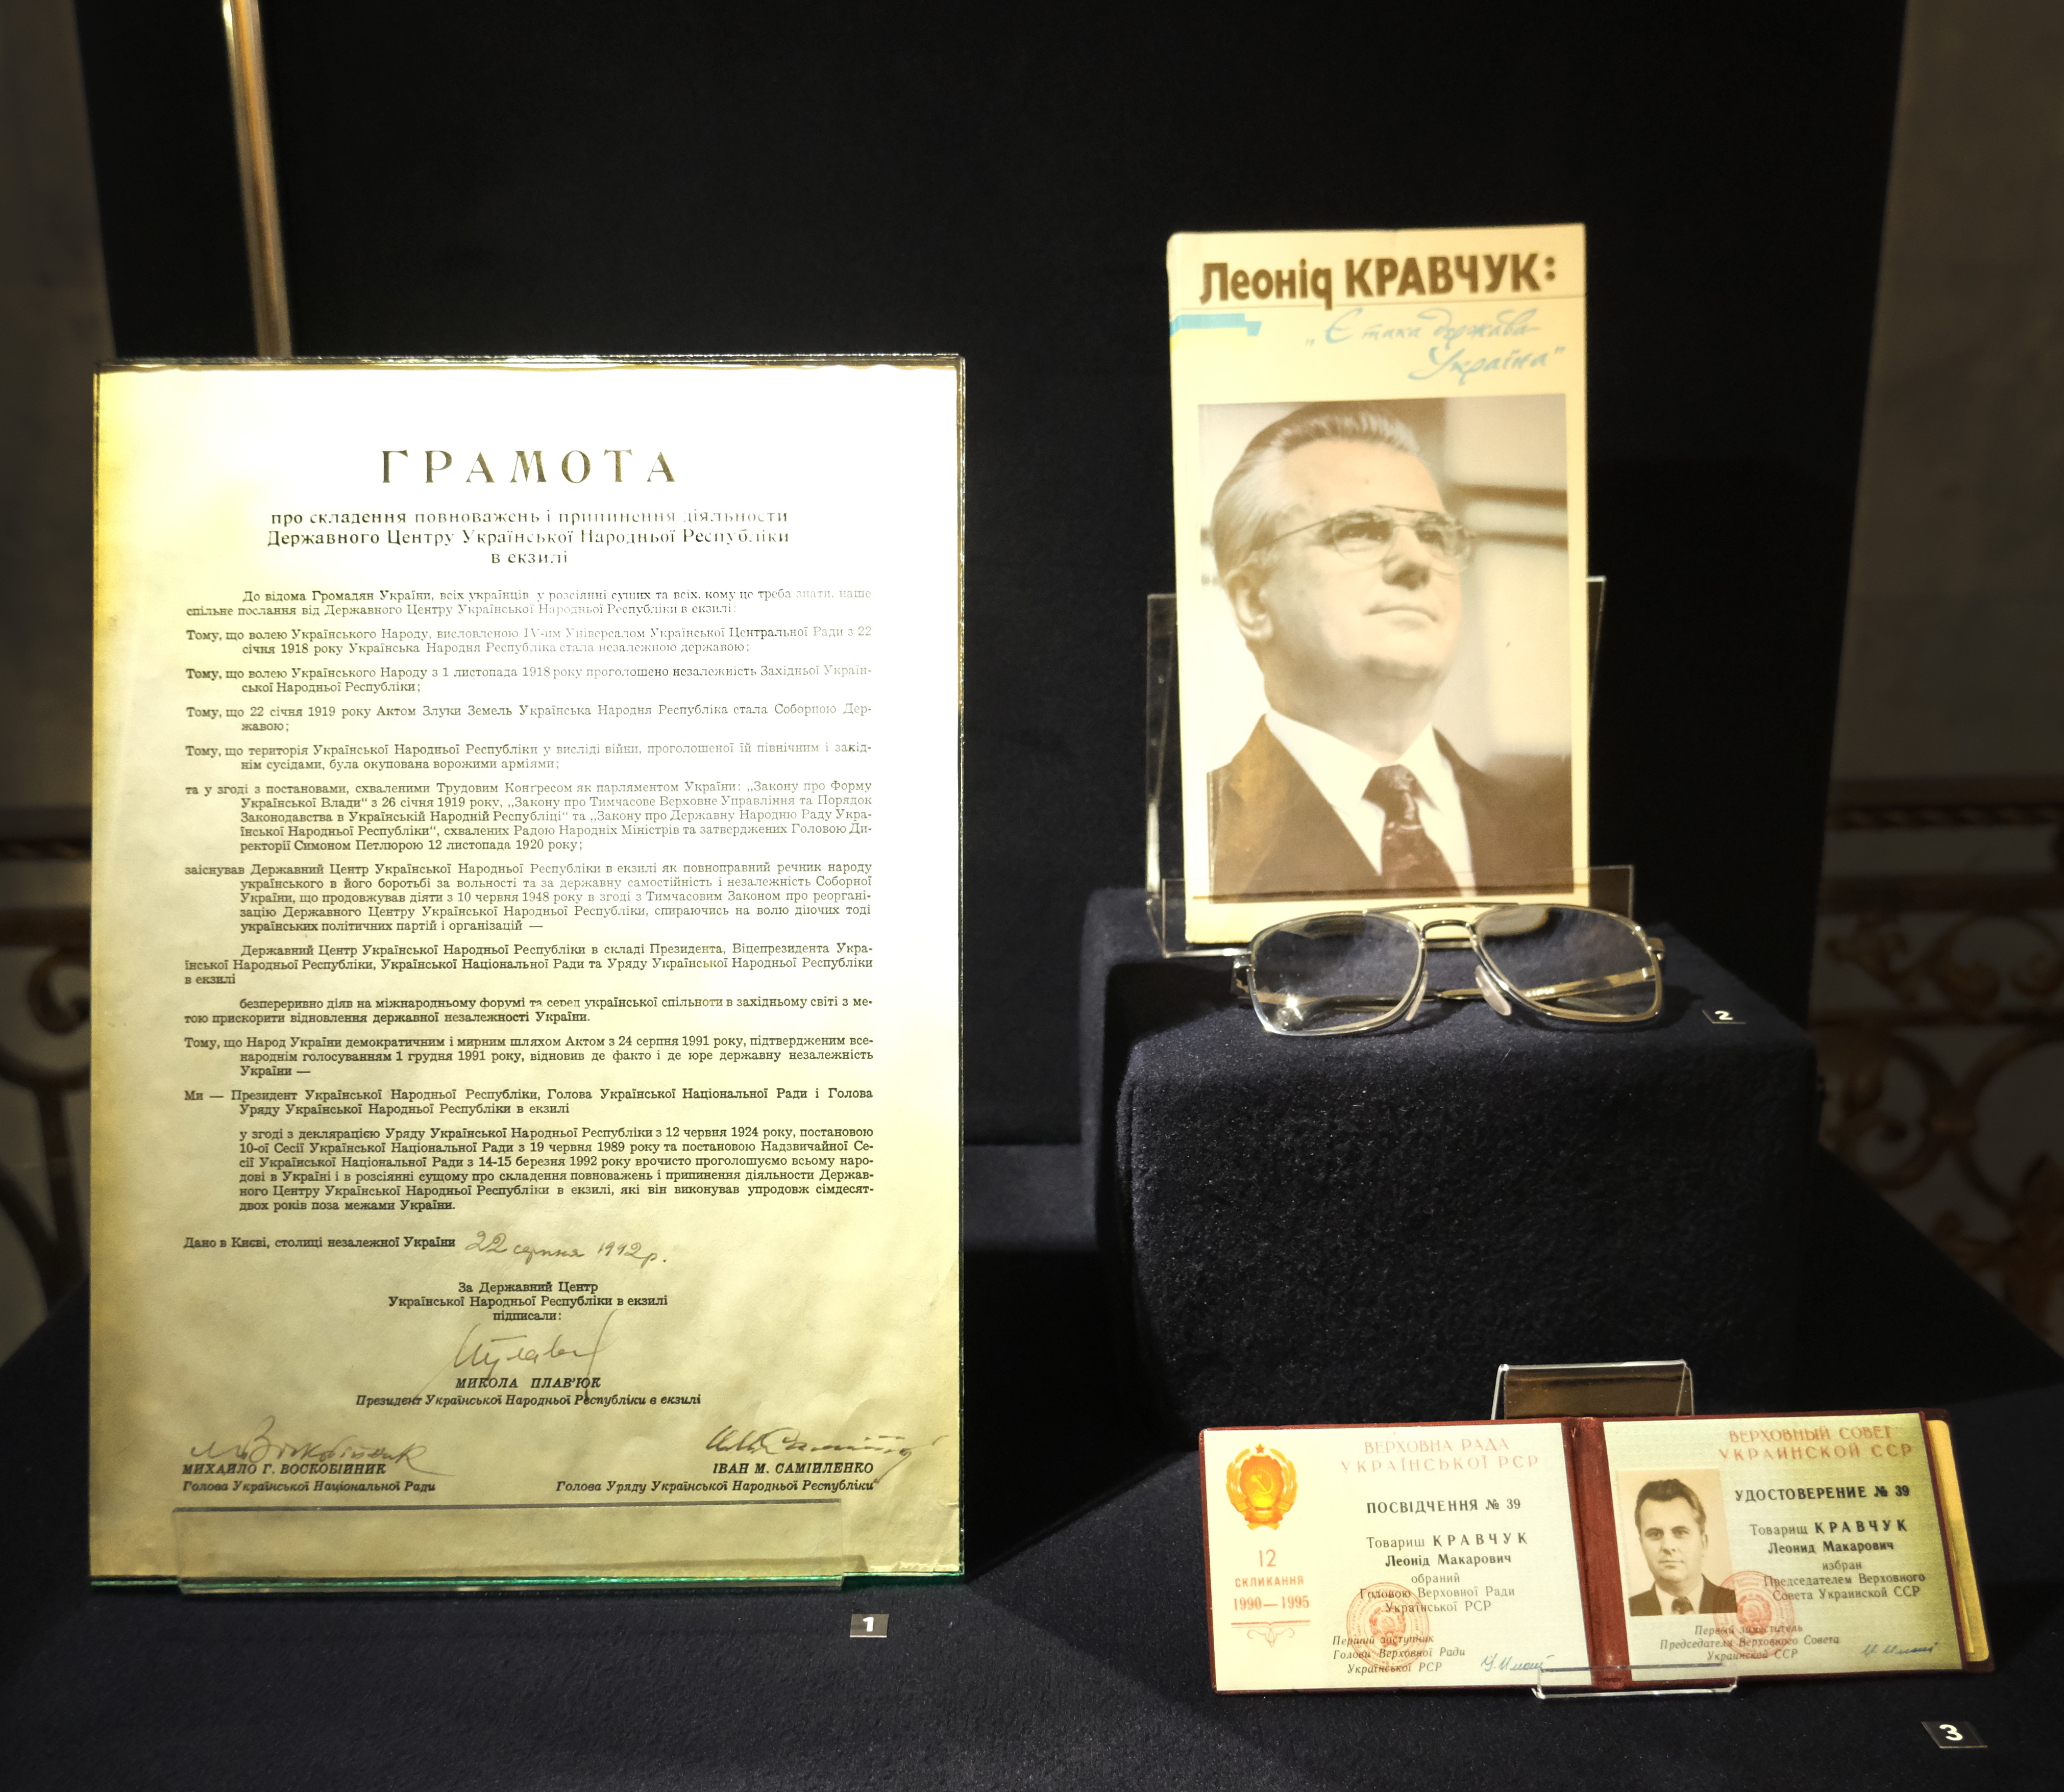 ГРАМОТА
про складення повноважень і припинення діяльности
Державного Центру Української Народньої Республіки
в екзилі
До відома Громадян України, всіх українців у розсіянні сущих та всіх, кому це треба знати, наше
спільне послання від Державного Центру Української Народньої Республіки в екзилі:
Тому, що волею Українського Народу, висловленою IV-им Універсалом Української Центральної Ради з 22
січня 1918 року Українська Народня Республіка стала незалежною державою;
Тому, що волею Українського Народу з 1 листопада 1918 року проголошено незалежність Західньої Україн-
ської Народньої Республіки;
Тому, що 22 січня 1919 року Актом Злуки Земель Українська Народня Республіка стала Соборною Дер-
жавою;
Тому, що територія Української Народньої Республіки у висліді війни, проголошеної їй північним і захід-
нім сусідами, була окупована ворожими арміями;
та у згоді з постановами, схваленими Трудовим Конгресом як парляментом України: „Закону про Форму
Української Влади“ з 26 січня 1919 року, „Закону про Тимчасове Верховне Управління та Порядок
Законодавства в Українській Народній Республіці“ та „Закону про Державну Народню Раду Укра-
їнської Народньої Республіки“, схвалених Радою Народніх Міністрів та затверджених Головою Ди-
ректорії Симоном Петлюрою 12 листопада 1920 року;
заіснував Державний Центр Української Народньої Республіки в екзилі як повноправний речник народу
українського в його боротьбі за вольності та за державну самостійність і незалежність Соборної
України, що продовжував діяти з 10 червня 1948 року в згоді з Тимчасовим Законом про реоргані-
зацію Державного Центру Української Народньої Республіки, спираючись на волю діючих тоді
українських політичних партій і організацій —
Державний Центр Української Народньої Республіки в складі Президента, Віцепрезидента Укра-
їнської Народньої Республіки, Української Національної Ради та Уряду Української Народньої Республіки
в екзилі
безперервно діяв на міжнародньому форумі та серед української спільноти в західньому світі з ме-
тою прискорити відновлення державної незалежності України.
Тому, що Народ України демократичним і мирним шляхом Актом з 24 серпня 1991 року, підтвердженим все-
народнім голосуванням 1 грудня 1991 року, відновив де факто і де юре державну незалежність
України —
Ми — Президент Української Народньої Республіки, Голова Української Національної Ради і Голова
Уряду Української Народньої Республіки в екзилі
у згоді з деклярацією Уряду Української Народньої Республіки з 12 червня 1924 року, постановою
10-ої Сесії Української Національної Ради з 19 червня 1989 року та постановою Надзвичайної Се-
сії Української Національної Ради з 14-15 березня 1992 року врочисто проголошуємо всьому наро-
дові в Україні і в розсіянні сущому про складення повноважень і припинення діяльности Держав-
ного Центру Української Народньої Республіки в екзилі, які він виконував упродовж сімдесят-
двох років поза межами України.
Дано в Києві, столиці незалежної України 22 серпня 1992 р.
За Державний Центр
Української Народньої Республіки в екзилі
підписали:
МИКОЛА ПЛАВ'ЮК
Президент Української Народньої Республіки в екзилі
МИХАЙЛО Г. ВОСКОБІЙНИК
Голова Української Національної Ради
ІВАН М. САМІЙЛЕНКО
Голова Уряду Української Народньої Республіки
1
Леонід КРАВЧУК:
„Є така держава
Україна”
2
ВЕРХОВНА РАДА
УКРАЇНСЬКОЇ РСР
ПОСВІДЧЕННЯ № 39
12
СКЛИКАННЯ
1990—1995
Товариш КРАВЧУК
Леонід Макарович
обраний
Головою Верховної Ради
Української РСР
Перший заступник
Голови Верховної Ради
Української РСР
ВЕРХОВНЫЙ СОВЕТ
УКРАИНСКОЙ ССР
УДОСТОВЕРЕНИЕ № 39
Товарищ КРАВЧУК
Леонид Макарович
избран
Председателем Верховного
Совета Украинской ССР
Первый заместитель
Председателя Верховного Совета
Украинской ССР
3